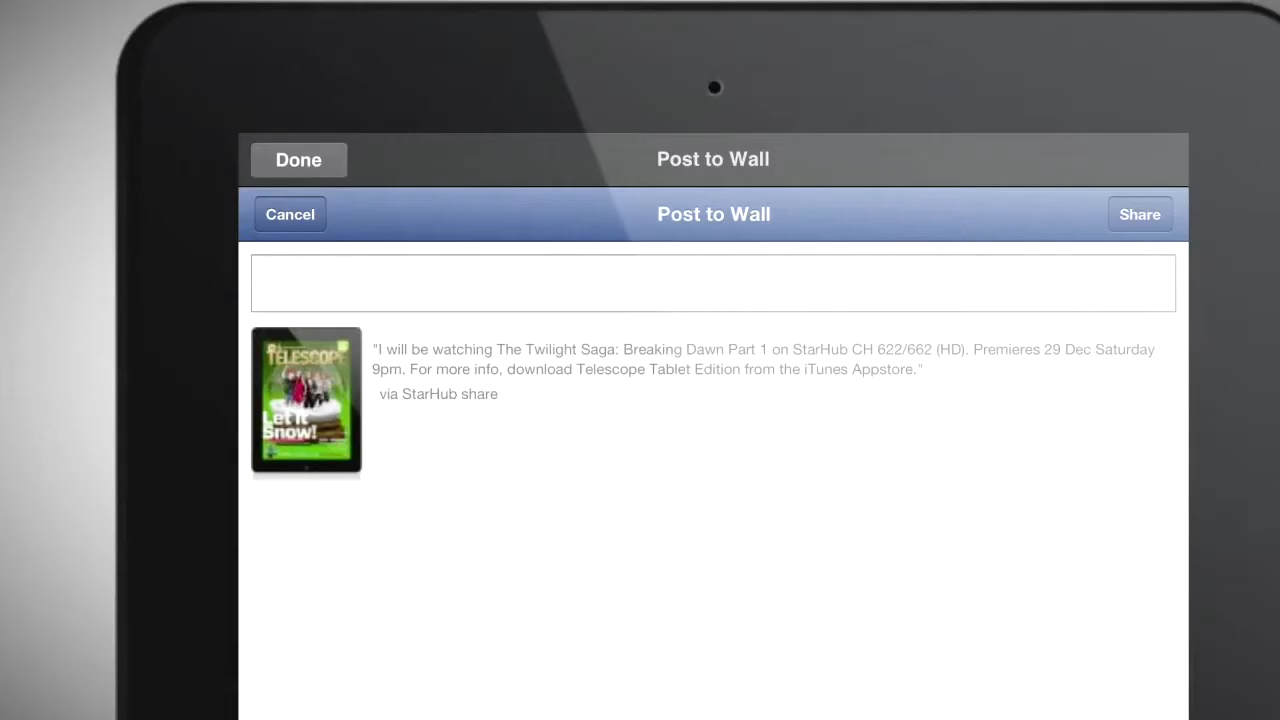 Done
Post to Wall
Cancel
Post to Wall
Share
"I will be watching The Twilight Saga: Breaking Dawn Part 1 on StarHub CH 622/662 (HD). Premieres 29 Dec Saturday
9pm. For more info, download Telescope Tablet Edition from the iTunes Appstore."
via StarHub share
TELESCOPE
Let it
Snow!